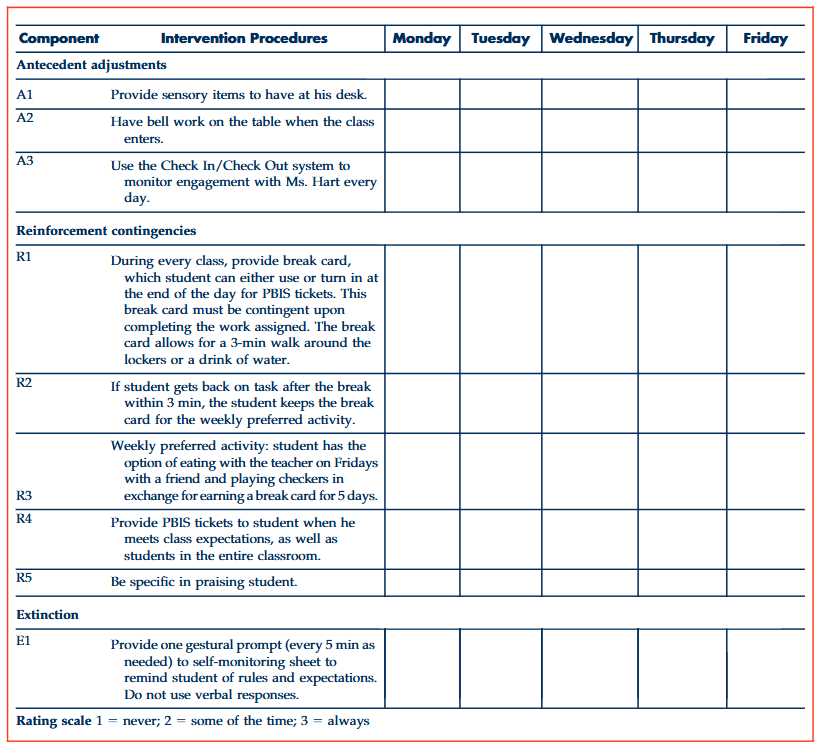 Component Intervention Procedures Monday Tuesday Wednesday Thursday Friday
Antecedent adjustments
A1 Provide sensory items to have at his desk.
A2 Have bell work on the table when the class
enters.
A3 Use the Check In/Check Out system to
monitor engagement with Ms. Hart every
day.
Reinforcement contingencies
R1 During every class, provide break card,
which student can either use or turn in at
the end of the day for PBIS tickets. This
break card must be contingent upon
completing the work assigned. The break
card allows for a 3-min walk around the
lockers or a drink of water.
R2 If student gets back on task after the break
within 3 min, the student keeps the break
card for the weekly preferred activity.
Weekly preferred activity: student has the
option of eating with the teacher on Fridays
with a friend and playing checkers in
R3 exchange for earning a break card for 5 days.
R4 Provide PBIS tickets to student when he
meets class expectations, as well as
students in the entire classroom.
R5 Be specific in praising student.
Extinction
E1 Provide one gestural prompt (every 5 min as
needed) to self-monitoring sheet to
remind student of rules and expectations.
Do not use verbal responses.
Rating scale 1 = never; 2 = some of the time; 3 = always